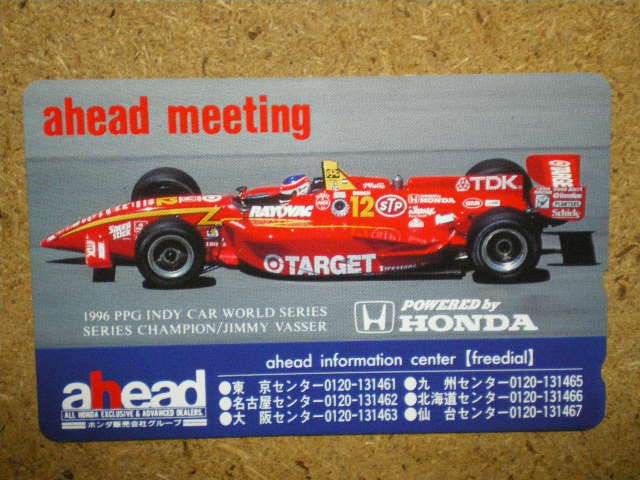 ahead meeting
RAYOVAC
12
STP
HONDA
TDK
TARGET
Schick
SPEED STICK
TARGET
Firestone
1996 PPG INDY CAR WORLD SERIES
SERIES CHAMPION/JIMMY VASSER
POWERED by
HONDA
ahead information center【freedial】
ahead
ALL HONDA EXCLUSIVE & ADVANCED DEALERS.
ホンダ販売会社グループ
●東　京センター0120-131461 ●九　州センター0120-131465
●名古屋センター0120-131462 ●北海道センター0120-131466
●大　阪センター0120-131463 ●仙　台センター0120-131467